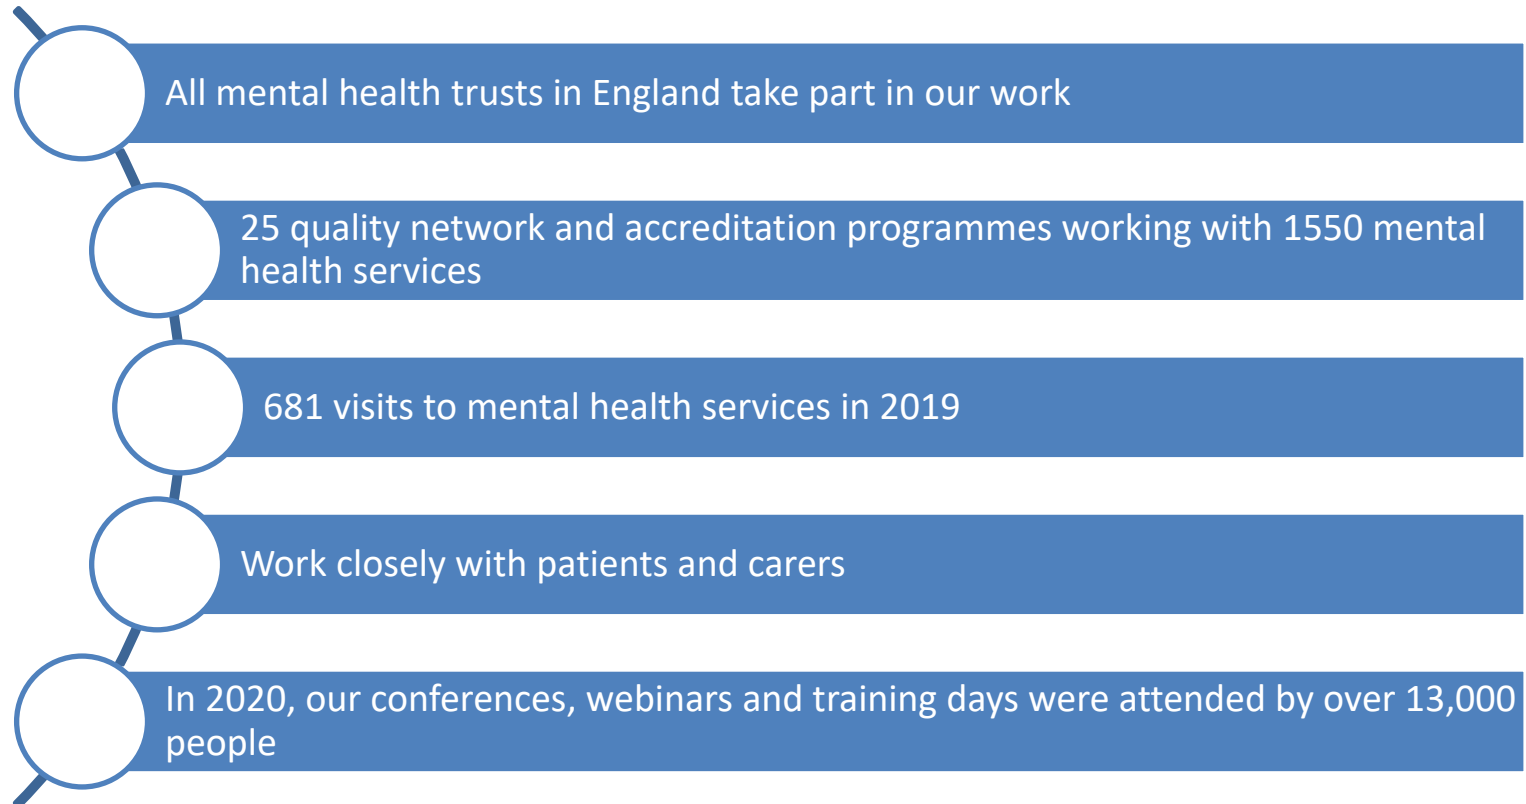 All mental health trusts in England take part in our work
25 quality network and accreditation programmes working with 1550 mental
health services
681 visits to mental health services in 2019
Work closely with patients and carers
In 2020, our conferences, webinars and training days were attended by over 13,000
people